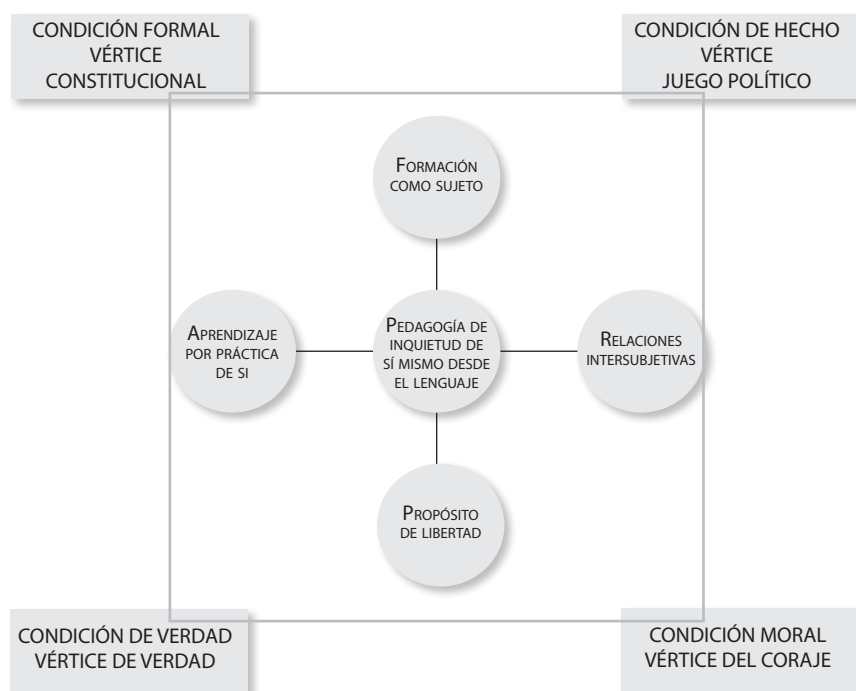 CONDICIÓN FORMAL
VÉRTICE
CONSTITUCIONAL
CONDICIÓN DE HECHO
VÉRTICE
JUEGO POLÍTICO
FORMACIÓN
COMO SUJETO
APRENDIZAJE
POR PRÁCTICA
DE SI
PEDAGOGÍA DE
INQUIETUD DE
SÍ MISMO DESDE
EL LENGUAJE
RELACIONES
INTERSUBJETIVAS
PROPÓSITO
DE LIBERTAD
CONDICIÓN DE VERDAD
VÉRTICE DE VERDAD
CONDICIÓN MORAL
VÉRTICE DEL CORAJE